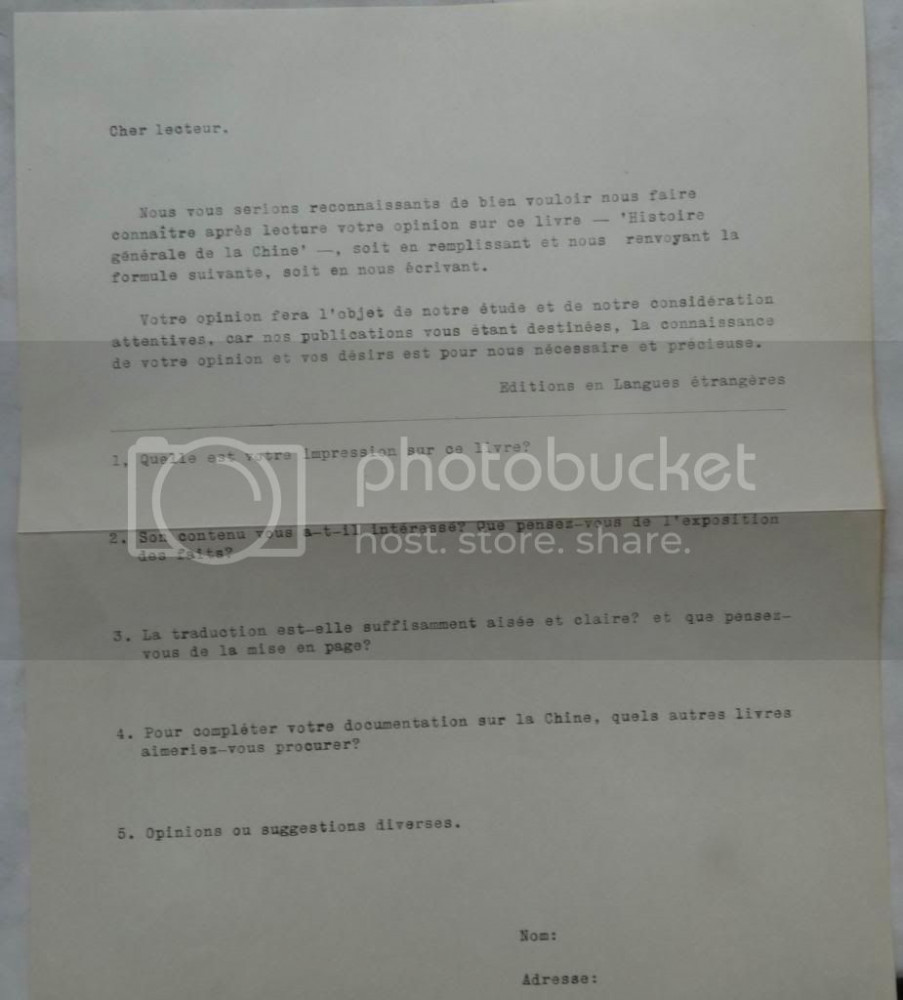 Cher lecteur.
Nous vous serions reconnaissants de bien vouloir nous faire
connaître après lecture votre opinion sur ce livre — 'Histoire
générale de la Chine' —, soit en remplissant et nous renvoyant la
formule suivante, soit en nous écrivant.
Votre opinion fera l'objet de notre étude et de notre considération
attentives, car nos publications vous étant destinées, la connaissance
de votre opinion et vos désirs est pour nous nécessaire et précieuse.
Editions en Langues étrangères
1. Quelle est votre impression sur ce livre?
photobucket
2. Son contenu vous a-t-il intéressé? Que pensez-vous de l'exposition
des faits?
host. store. share.
3. La traduction est-elle suffisamment aisée et claire? et que pensez-
vous de la mise en page?
4. Pour compléter votre documentation sur la Chine, quels autres livres
aimeriez-vous procurer?
5. Opinions ou suggestions diverses.
Nom:
Adresse: